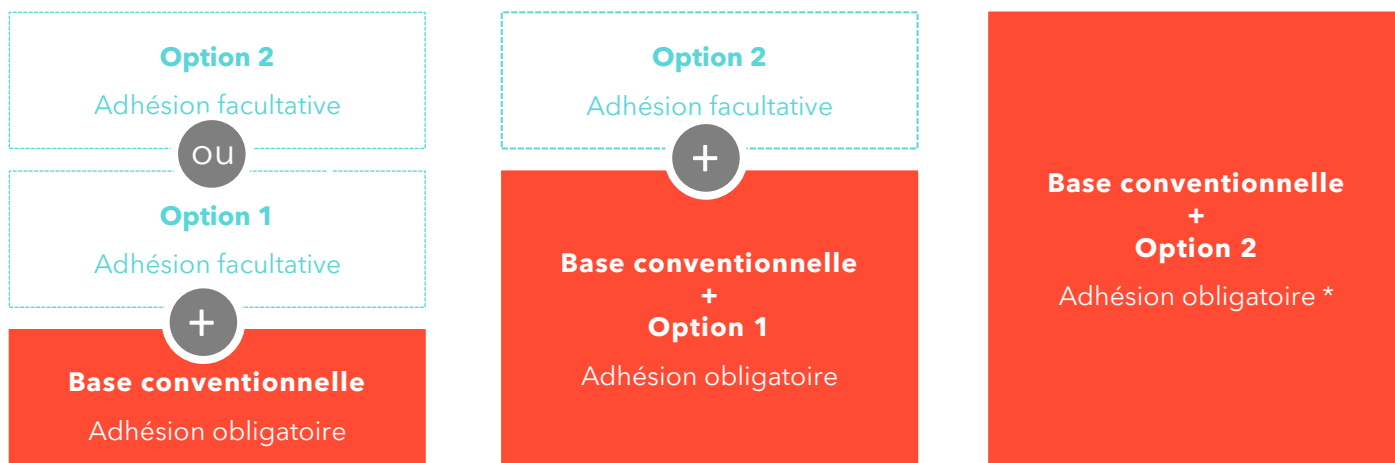 Option 2
Adhésion facultative
ou
Option 1
Adhésion facultative
+
Base conventionnelle
Adhésion obligatoire
Option 2
Adhésion facultative
+
Base conventionnelle
+
Option 1
Adhésion obligatoire
Base conventionnelle
+
Option 2
Adhésion obligatoire *